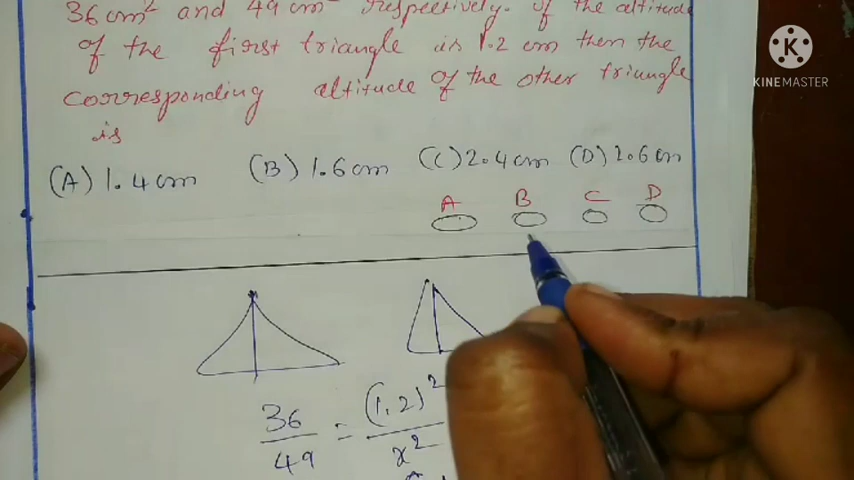 36 cm² and 49 cm respectively. If the altitude
of the first triangle is 1.2 cm then the
corresponding altitude of the other triangle
is
(A) 1.4 cm (B) 1.6 cm (C) 2.4 cm (D) 2.6 cm
A B C D
36/49 = (1.2)²/x²
K
KINEMASTER